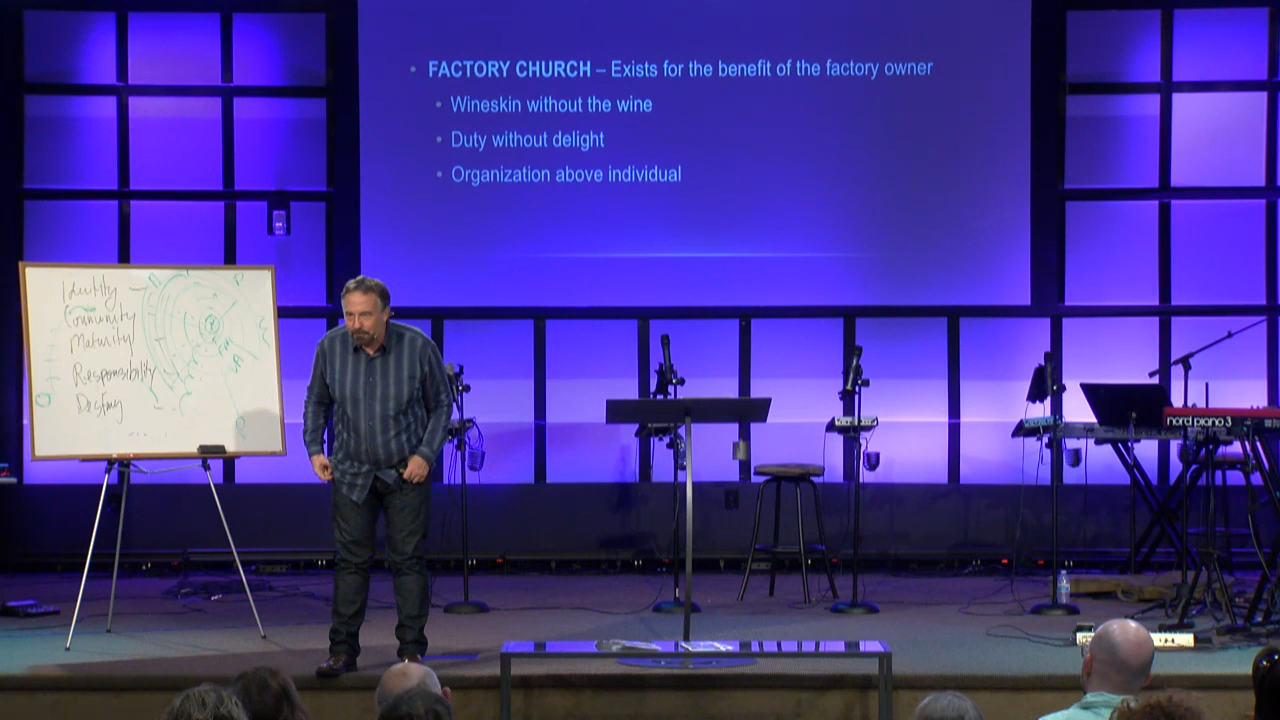 • FACTORY CHURCH – Exists for the benefit of the factory owner
• Wineskin without the wine
• Duty without delight
• Organization above individual
Identity
Community
Maturity
Responsibility
Destiny
nord piano 3